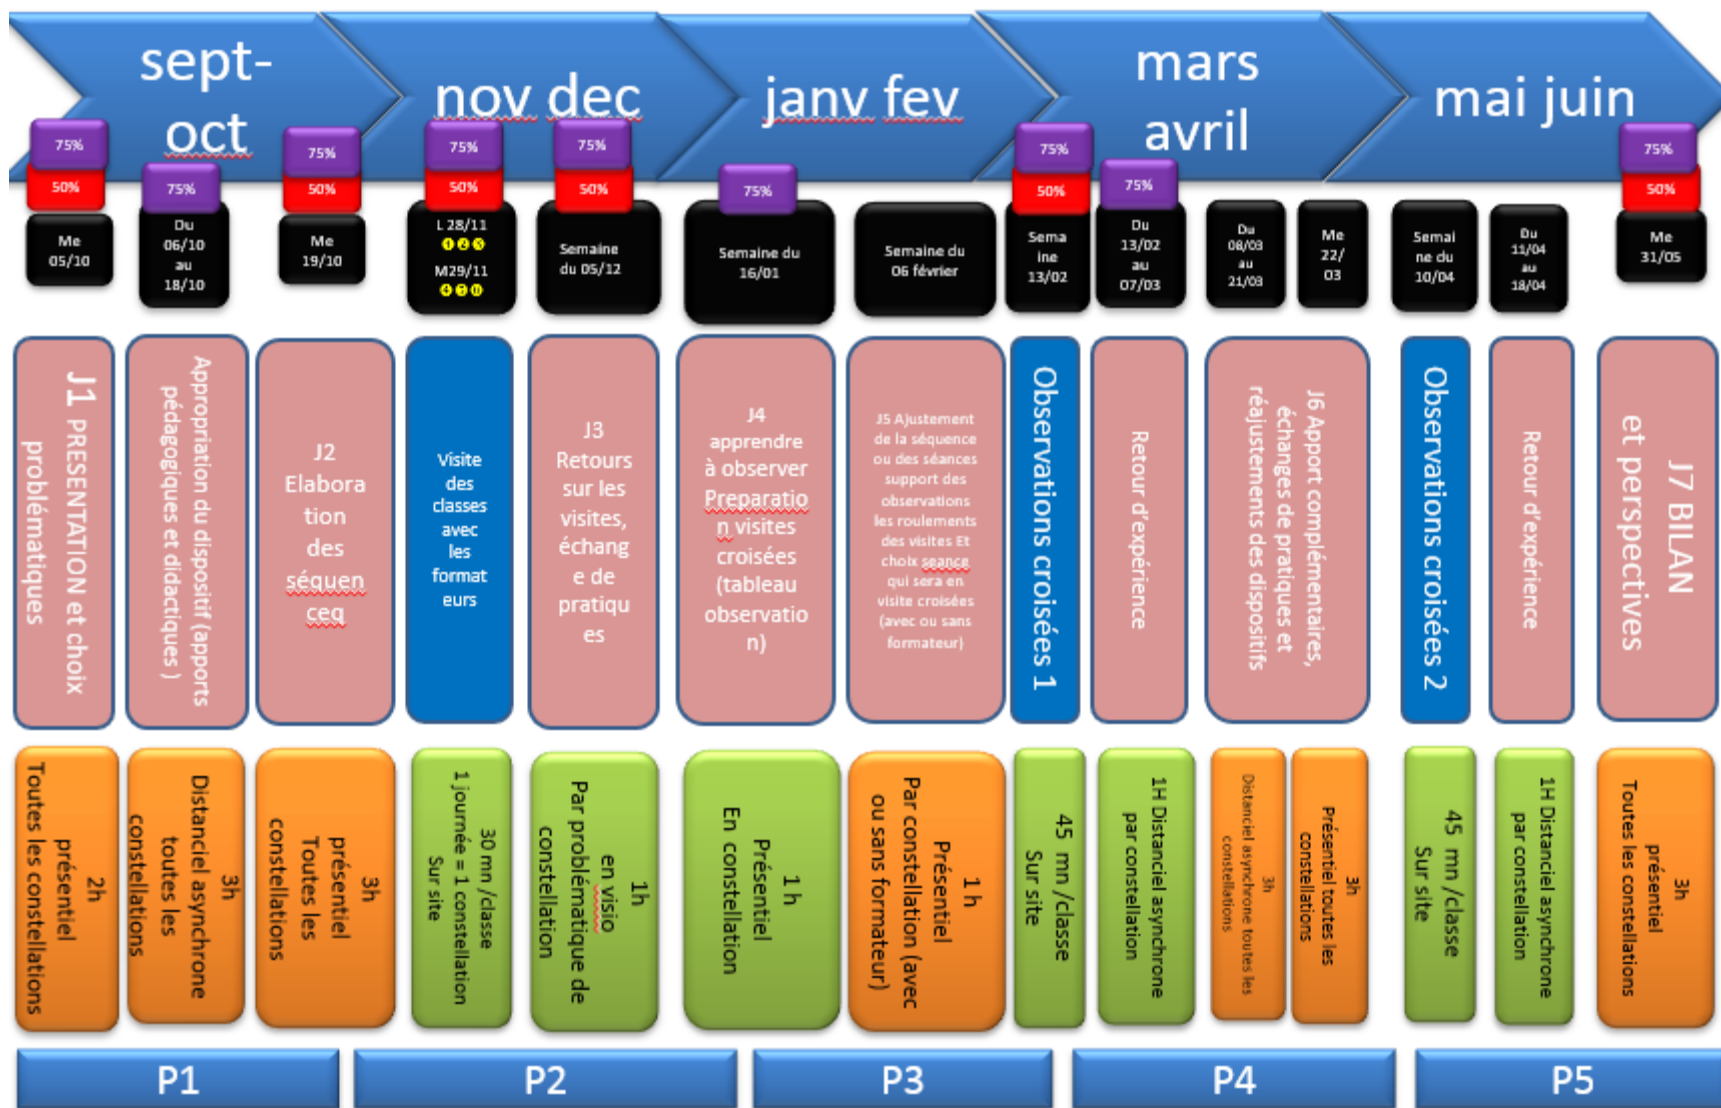 sept-
oct
nov dec
janv fev
mars
avril
mai juin
75%
50%
75%
75%
50%
75%
50%
75%
50%
75%
75%
50%
75%
75%
50%
Me
05/10
Du
06/10
au
18/10
Me
19/10
L 28/11
1 2 3
M29/11
Semaine
du 05/12
Semaine du
16/01
Semaine du
06 février
Sema
ine
13/02
Du
13/02
au
07/03
Du
08/03
au
21/03
Me
22/
03
Semai
ne du
10/04
Du
11/04
au
18/04
Me
31/05
J1 PRESENTATION et choix
problématiques
Appropriation du dispositif (apports
pédagogiques et didactiques )
J2
Elabora
tion
des
séquen
ceq
Visite
des
classes
avec
les
format
eurs
J3
Retours
sur les
visites,
échang
e de
pratiqu
es
J4
apprendre
à observer
Preparatio
n visites
croisées
(tableau
observatio
n)
J5 Ajustement
de la séquence
ou des séances
support des
observations
les roulements
des visites Et
choix seance
qui sera en
visite croisées
(avec ou sans
formateur)
Observations croisées 1
Retour d'expérience
J6 Apport complémentaires,
échanges de pratiques et
réajustements des dispositifs
Observations croisées 2
Retour d'expérience
J7 BILAN
et perspectives
2h
présentiel
Toutes les constellations
3h
Distanciel asynchrone
toutes les
constellations
3h
présentiel
Toutes les
constellations
30 mn /classe
1 journée = 1 constellation
Sur site
1h
en visio
Par problématique de
constellation
1 h
Présentiel
En constellation
1 h
Présentiel
Par constellation (avec
ou sans formateur)
45 mn /classe
Sur site
1H Distanciel asynchrone
par constellation
3h
Distanciel asynchrone toutes les
constellations
3h
Présentiel toutes les
constellations
45 mn /classe
Sur site
1H Distanciel asynchrone
par constellation
3h
présentiel
Toutes les constellations
P1
P2
P3
P4
P5